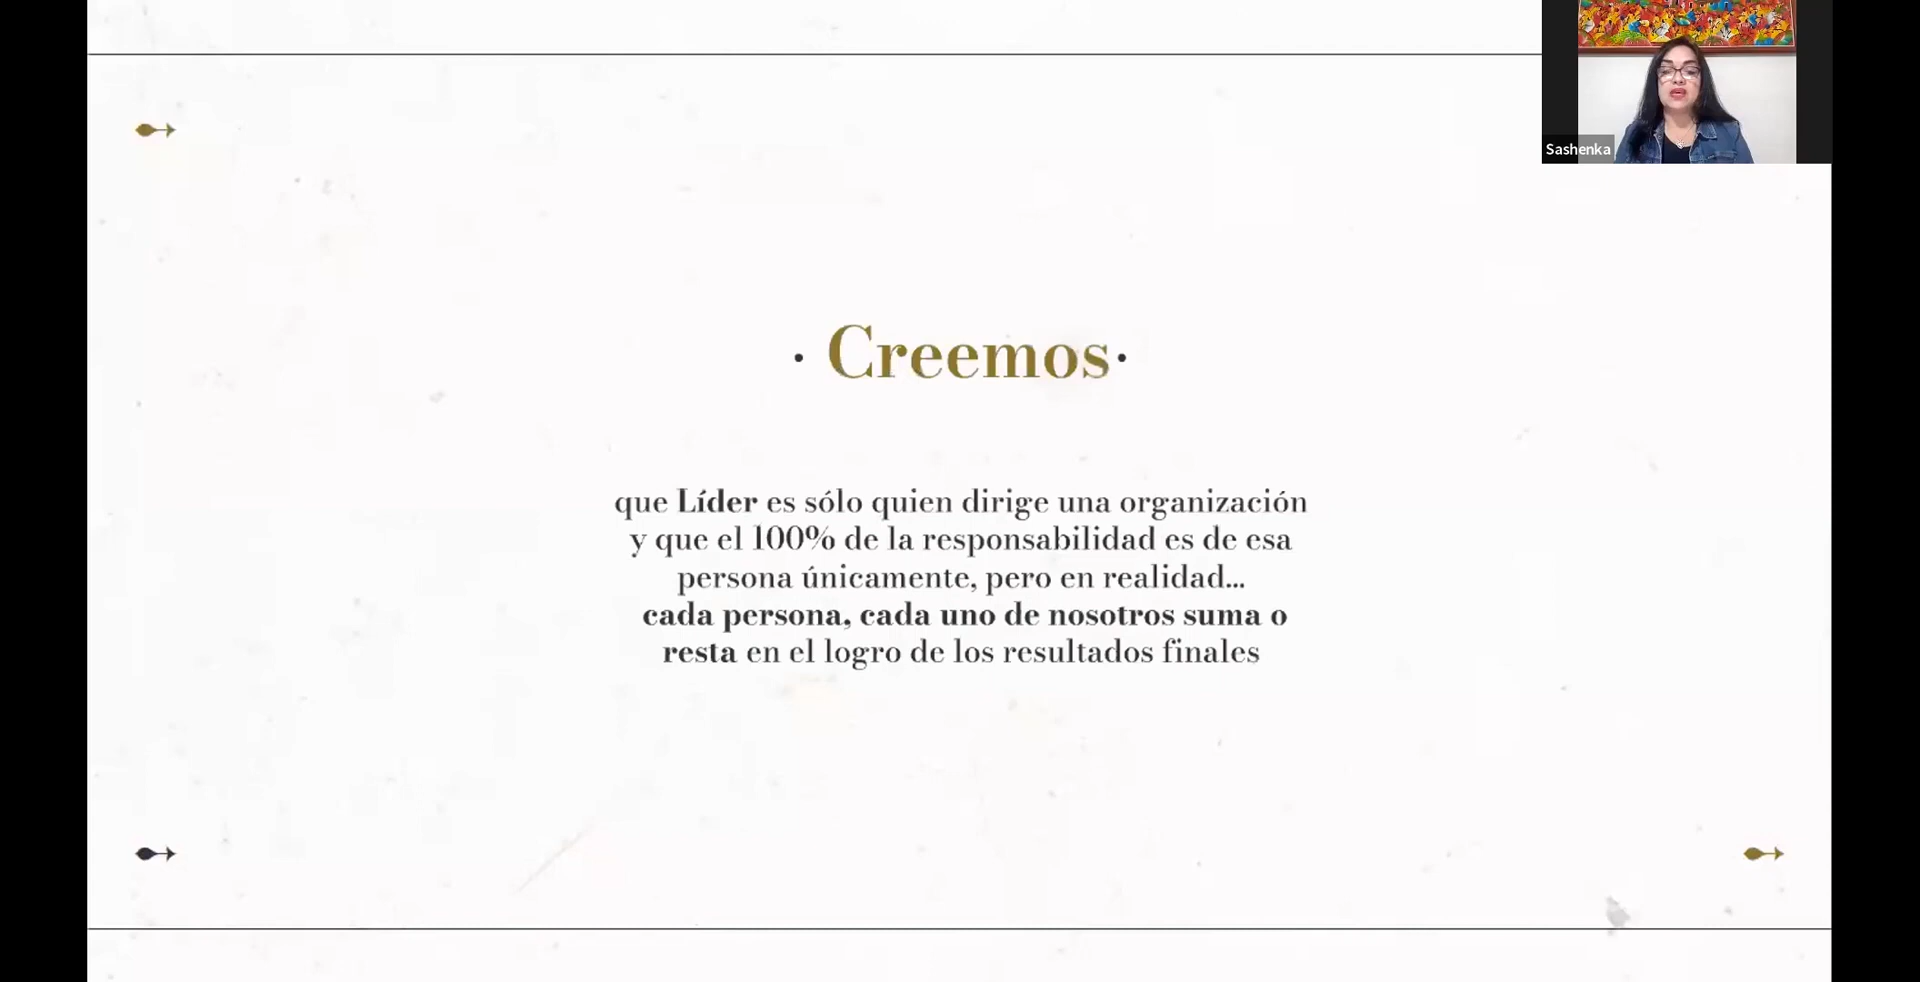 Sashenka
· Creemos·
que Líder es sólo quien dirige una organización
y que el 100% de la responsabilidad es de esa
persona únicamente, pero en realidad...
cada persona, cada uno de nosotros suma o
resta en el logro de los resultados finales